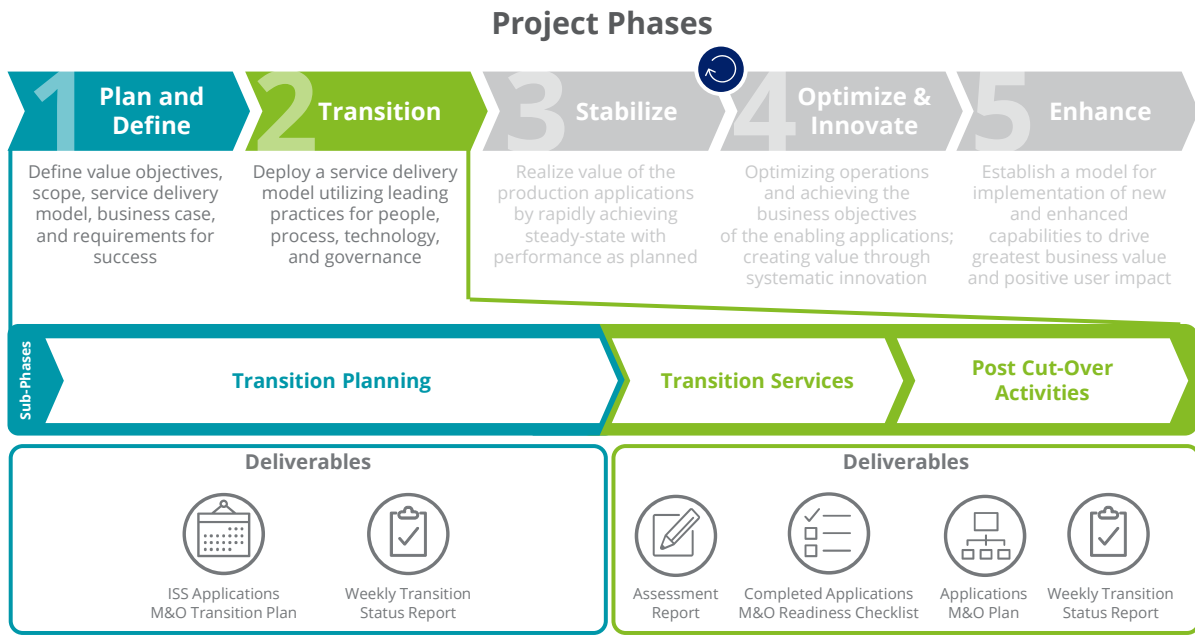 Project Phases
1
Plan and
Define
2
Transition
3
Stabilize
4
Optimize &
Innovate
5
Enhance
Define value objectives,
scope, service delivery
model, business case,
and requirements for
success
Deploy a service delivery
model utilizing leading
practices for people,
process, technology,
and governance
Realize value of the
production applications
by rapidly achieving
steady-state with
performance as planned
Optimizing operations
and achieving the
business objectives
of the enabling applications;
creating value through
systematic innovation
Establish a model for
implementation of new
and enhanced
capabilities to drive
greatest business value
and positive user impact
Sub-Phases
Transition Planning
Transition Services
Post Cut-Over
Activities
Deliverables
ISS Applications
M&O Transition Plan
Weekly Transition
Status Report
Deliverables
Assessment
Report
Completed Applications
M&O Readiness Checklist
Applications
M&O Plan
Weekly Transition
Status Report